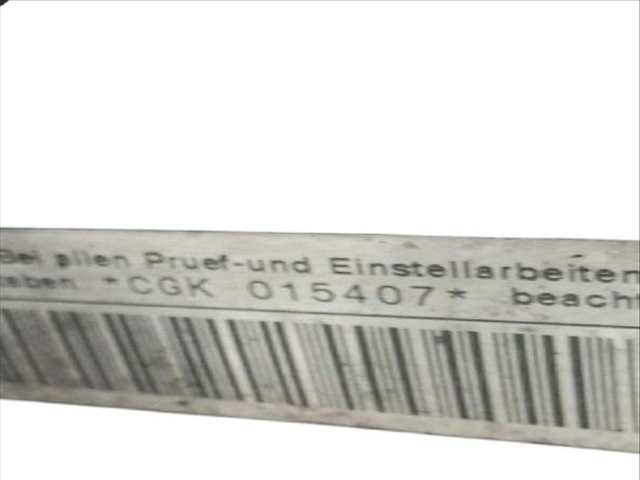 Bei allen Pruef-und Einstellarbeiten
*CGK 015407*